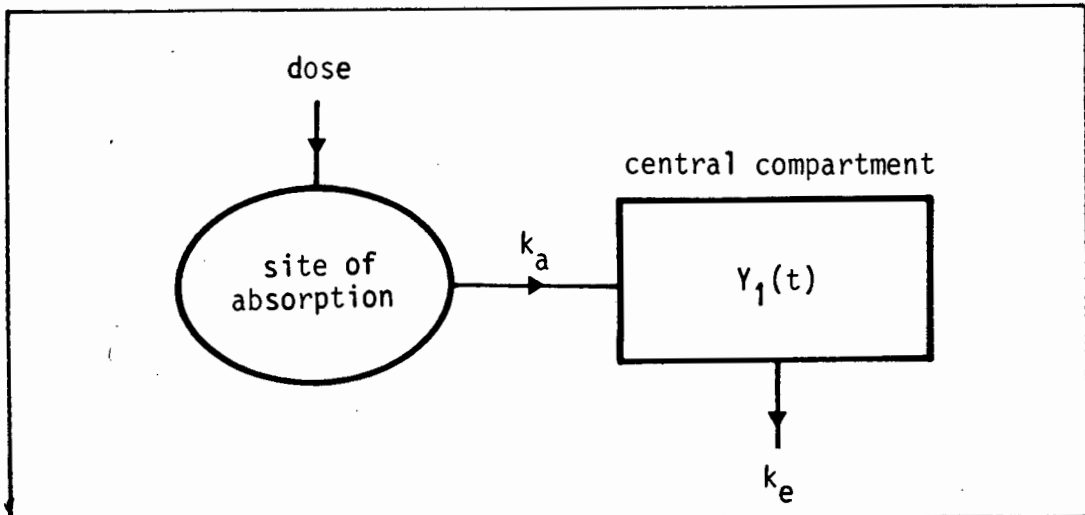 dose
central compartment
site of
absorption
k_a
Y_1(t)
k_e